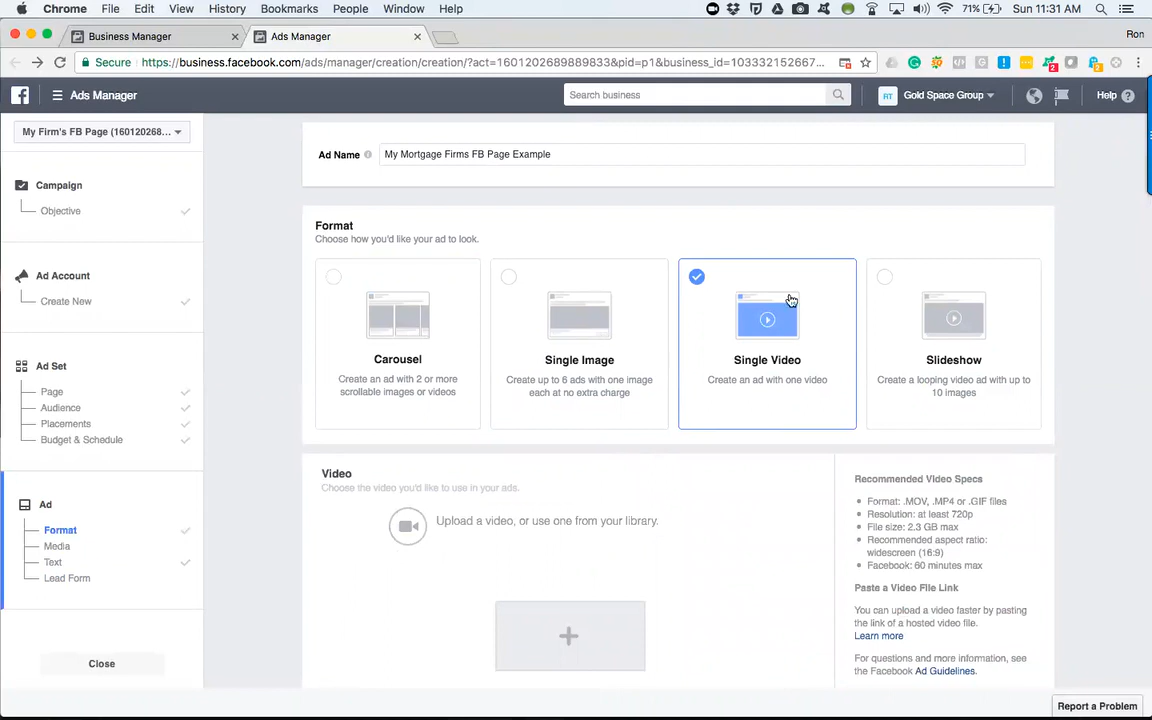 Chrome File Edit View History Bookmarks People Window Help 71% Sun 11:31 AM
Business Manager Ads Manager Ron
Secure https://business.facebook.com/ads/manager/creation/creation/?act=1601202689889833&pid=p1&business_id=103332152667...
Ads Manager Search business Gold Space Group Help
My Firm's FB Page (160120268...
Campaign
Objective
Ad Account
Create New
Ad Set
Page
Audience
Placements
Budget & Schedule
Ad
Format
Media
Text
Lead Form
Close
Ad Name My Mortgage Firms FB Page Example
Format
Choose how you'd like your ad to look.
Carousel
Create an ad with 2 or more
scrollable images or videos
Single Image
Create up to 6 ads with one image
each at no extra charge
Single Video
Create an ad with one video
Slideshow
Create a looping video ad with up to
10 images
Video
Choose the video you'd like to use in your ads.
Upload a video, or use one from your library.
Recommended Video Specs
Format: .MOV, .MP4 or .GIF files
Resolution: at least 720p
File size: 2.3 GB max
Recommended aspect ratio:
widescreen (16:9)
Facebook: 60 minutes max
Paste a Video File Link
You can upload a video faster by pasting
the link of a hosted video file.
Learn more
For questions and more information, see
the Facebook Ad Guidelines.
Report a Problem